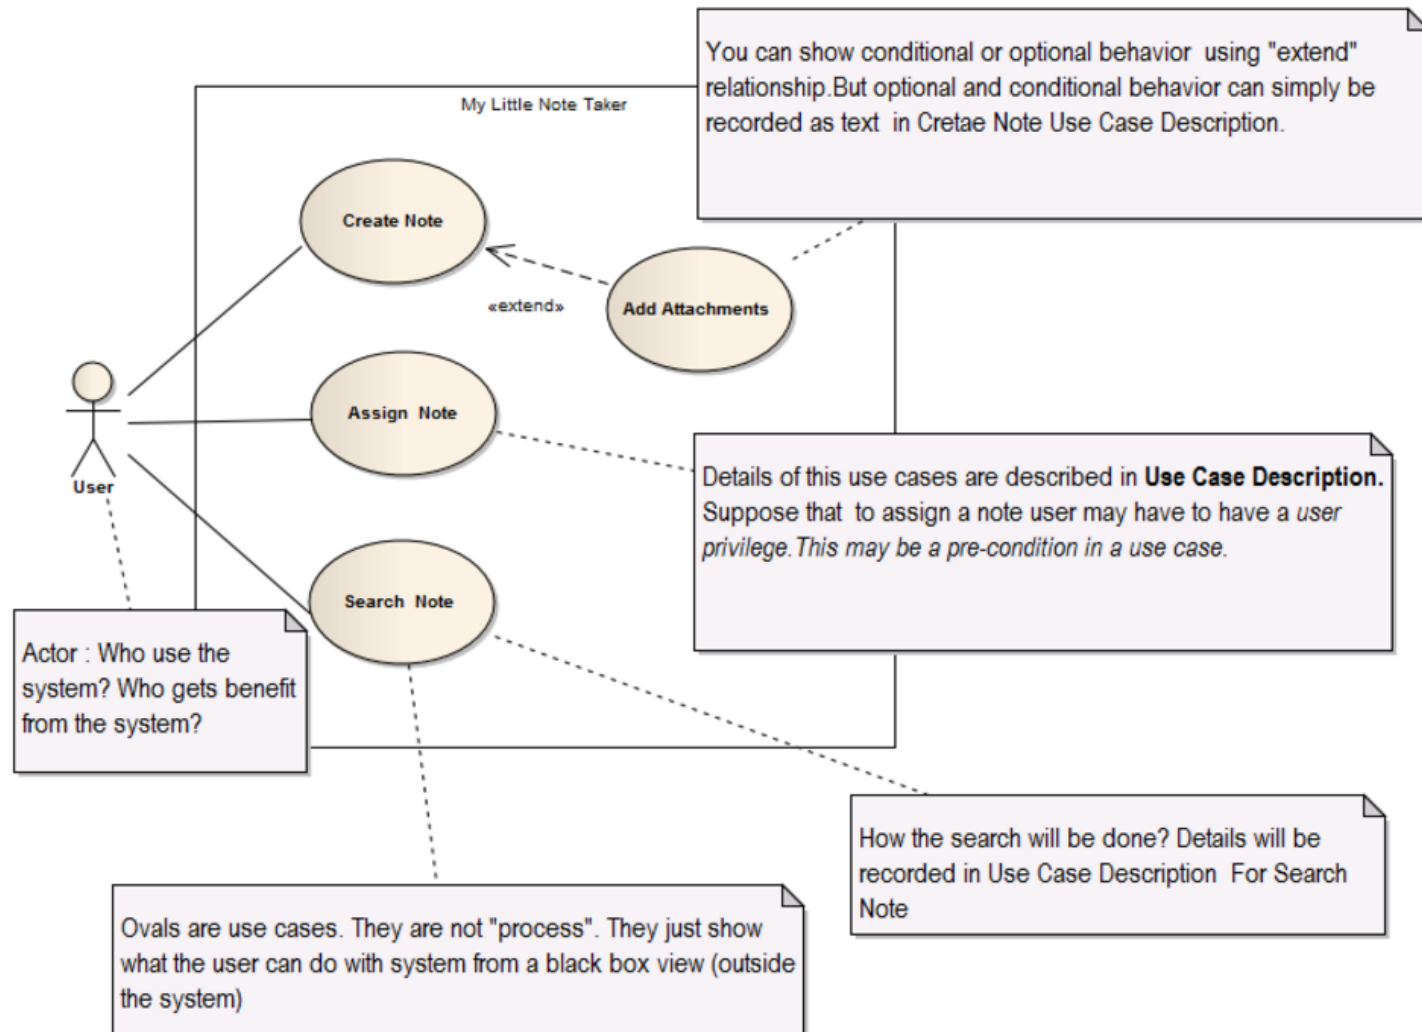 You can show conditional or optional behavior  using "extend"
relationship.But optional and conditional behavior can simply be
recorded as text  in Cretae Note Use Case Description.
My Little Note Taker
Create Note
«extend»
Add Attachments
Assign  Note
User
Details of this use cases are described in Use Case Description.
Suppose that  to assign a note user may have to have a user
privilege.This may be a pre-condition in a use case.
Search  Note
Actor : Who use the
system? Who gets benefit
from the system?
How the search will be done? Details will be
recorded in Use Case Description  For Search
Note
Ovals are use cases. They are not "process". They just show
what the user can do with system from a black box view (outside
the system)